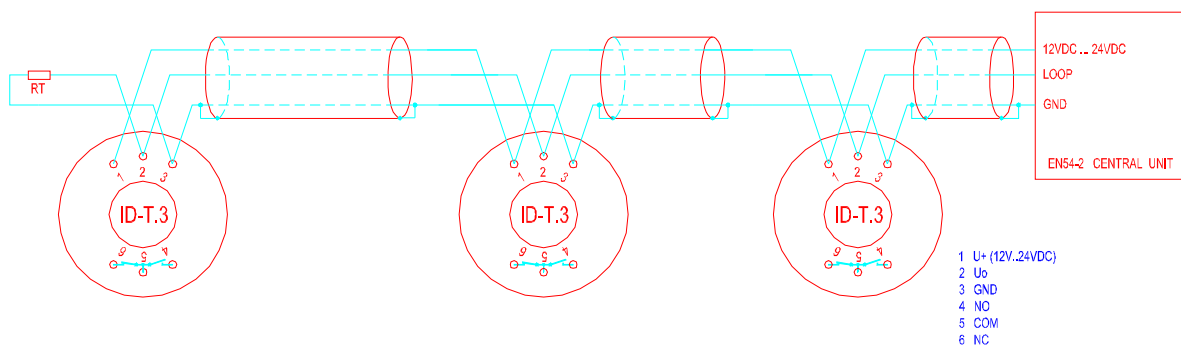 12VDC ... 24VDC
LOOP
GND
EN54-2 CENTRAL UNIT
RT
1 2 3
ID-T.3
6 5 4
1 2 3
ID-T.3
6 5 4
1 2 3
ID-T.3
6 5 4
1 U+ (12V..24VDC)
2 Uo
3 GND
4 NO
5 COM
6 NC